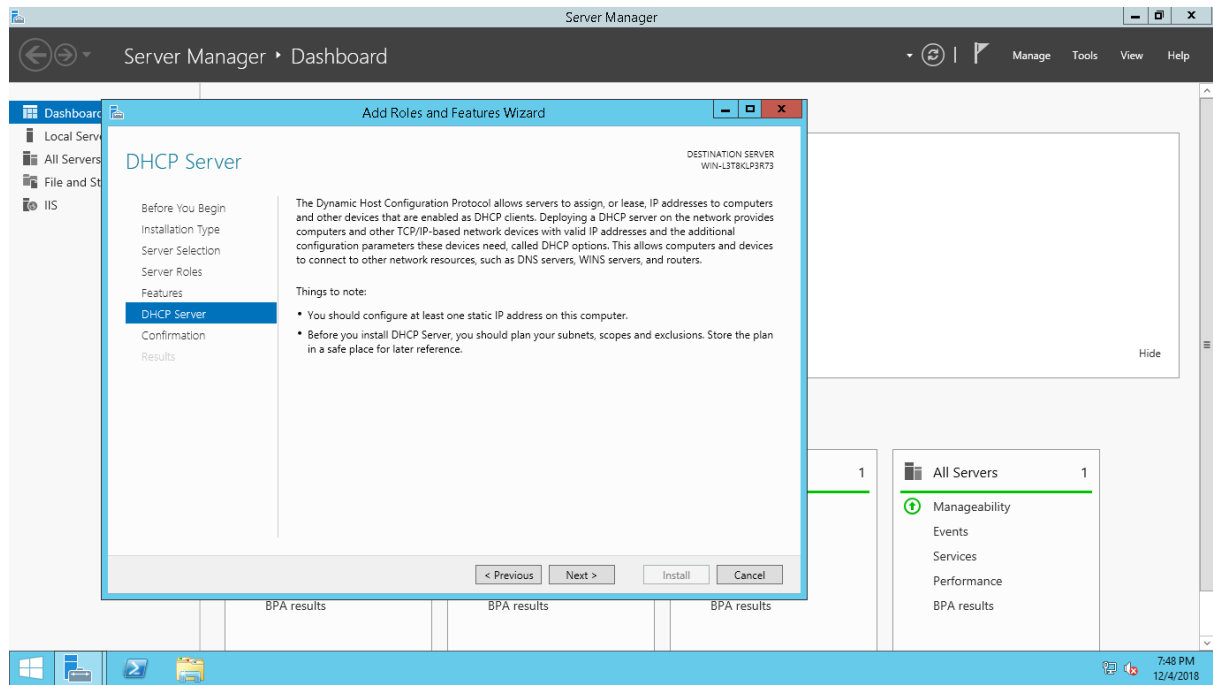 Server Manager
Server Manager ‣ Dashboard
Manage Tools View Help
Dashboard
Local Serv
All Servers
File and St
IIS
Add Roles and Features Wizard
DHCP Server
DESTINATION SERVER
WIN-L3T8KLP3R73
Before You Begin
Installation Type
Server Selection
Server Roles
Features
DHCP Server
Confirmation
Results
The Dynamic Host Configuration Protocol allows servers to assign, or lease, IP addresses to computers
and other devices that are enabled as DHCP clients. Deploying a DHCP server on the network provides
computers and other TCP/IP-based network devices with valid IP addresses and the additional
configuration parameters these devices need, called DHCP options. This allows computers and devices
to connect to other network resources, such as DNS servers, WINS servers, and routers.
Things to note:
• You should configure at least one static IP address on this computer.
• Before you install DHCP Server, you should plan your subnets, scopes and exclusions. Store the plan
in a safe place for later reference.
< Previous Next > Install Cancel
Hide
1
All Servers 1
Manageability
Events
Services
Performance
BPA results
BPA results
BPA results
BPA results
7:48 PM
12/4/2018